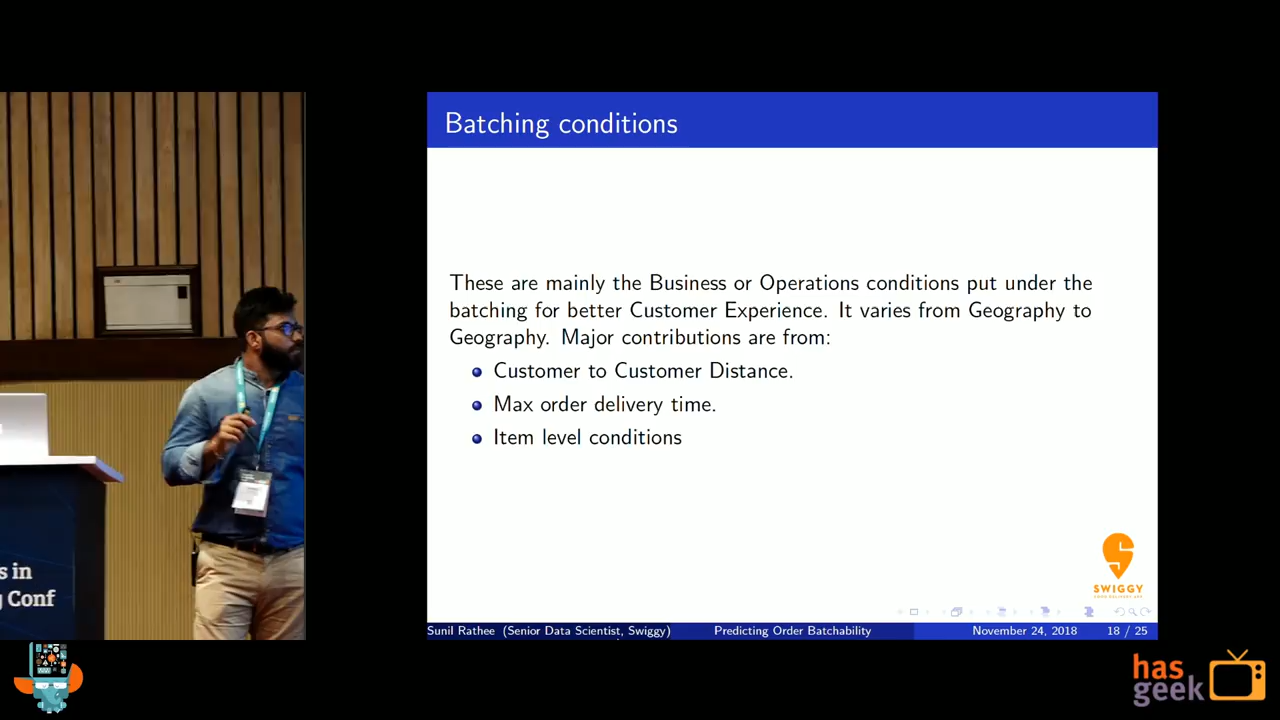 Batching conditions
These are mainly the Business or Operations conditions put under the
batching for better Customer Experience. It varies from Geography to
Geography. Major contributions are from:
Customer to Customer Distance.
Max order delivery time.
Item level conditions
SWIGGY
Sunil Rathee (Senior Data Scientist, Swiggy) Predicting Order Batchability November 24, 2018 18 / 25
s in
g Conf
has
geek